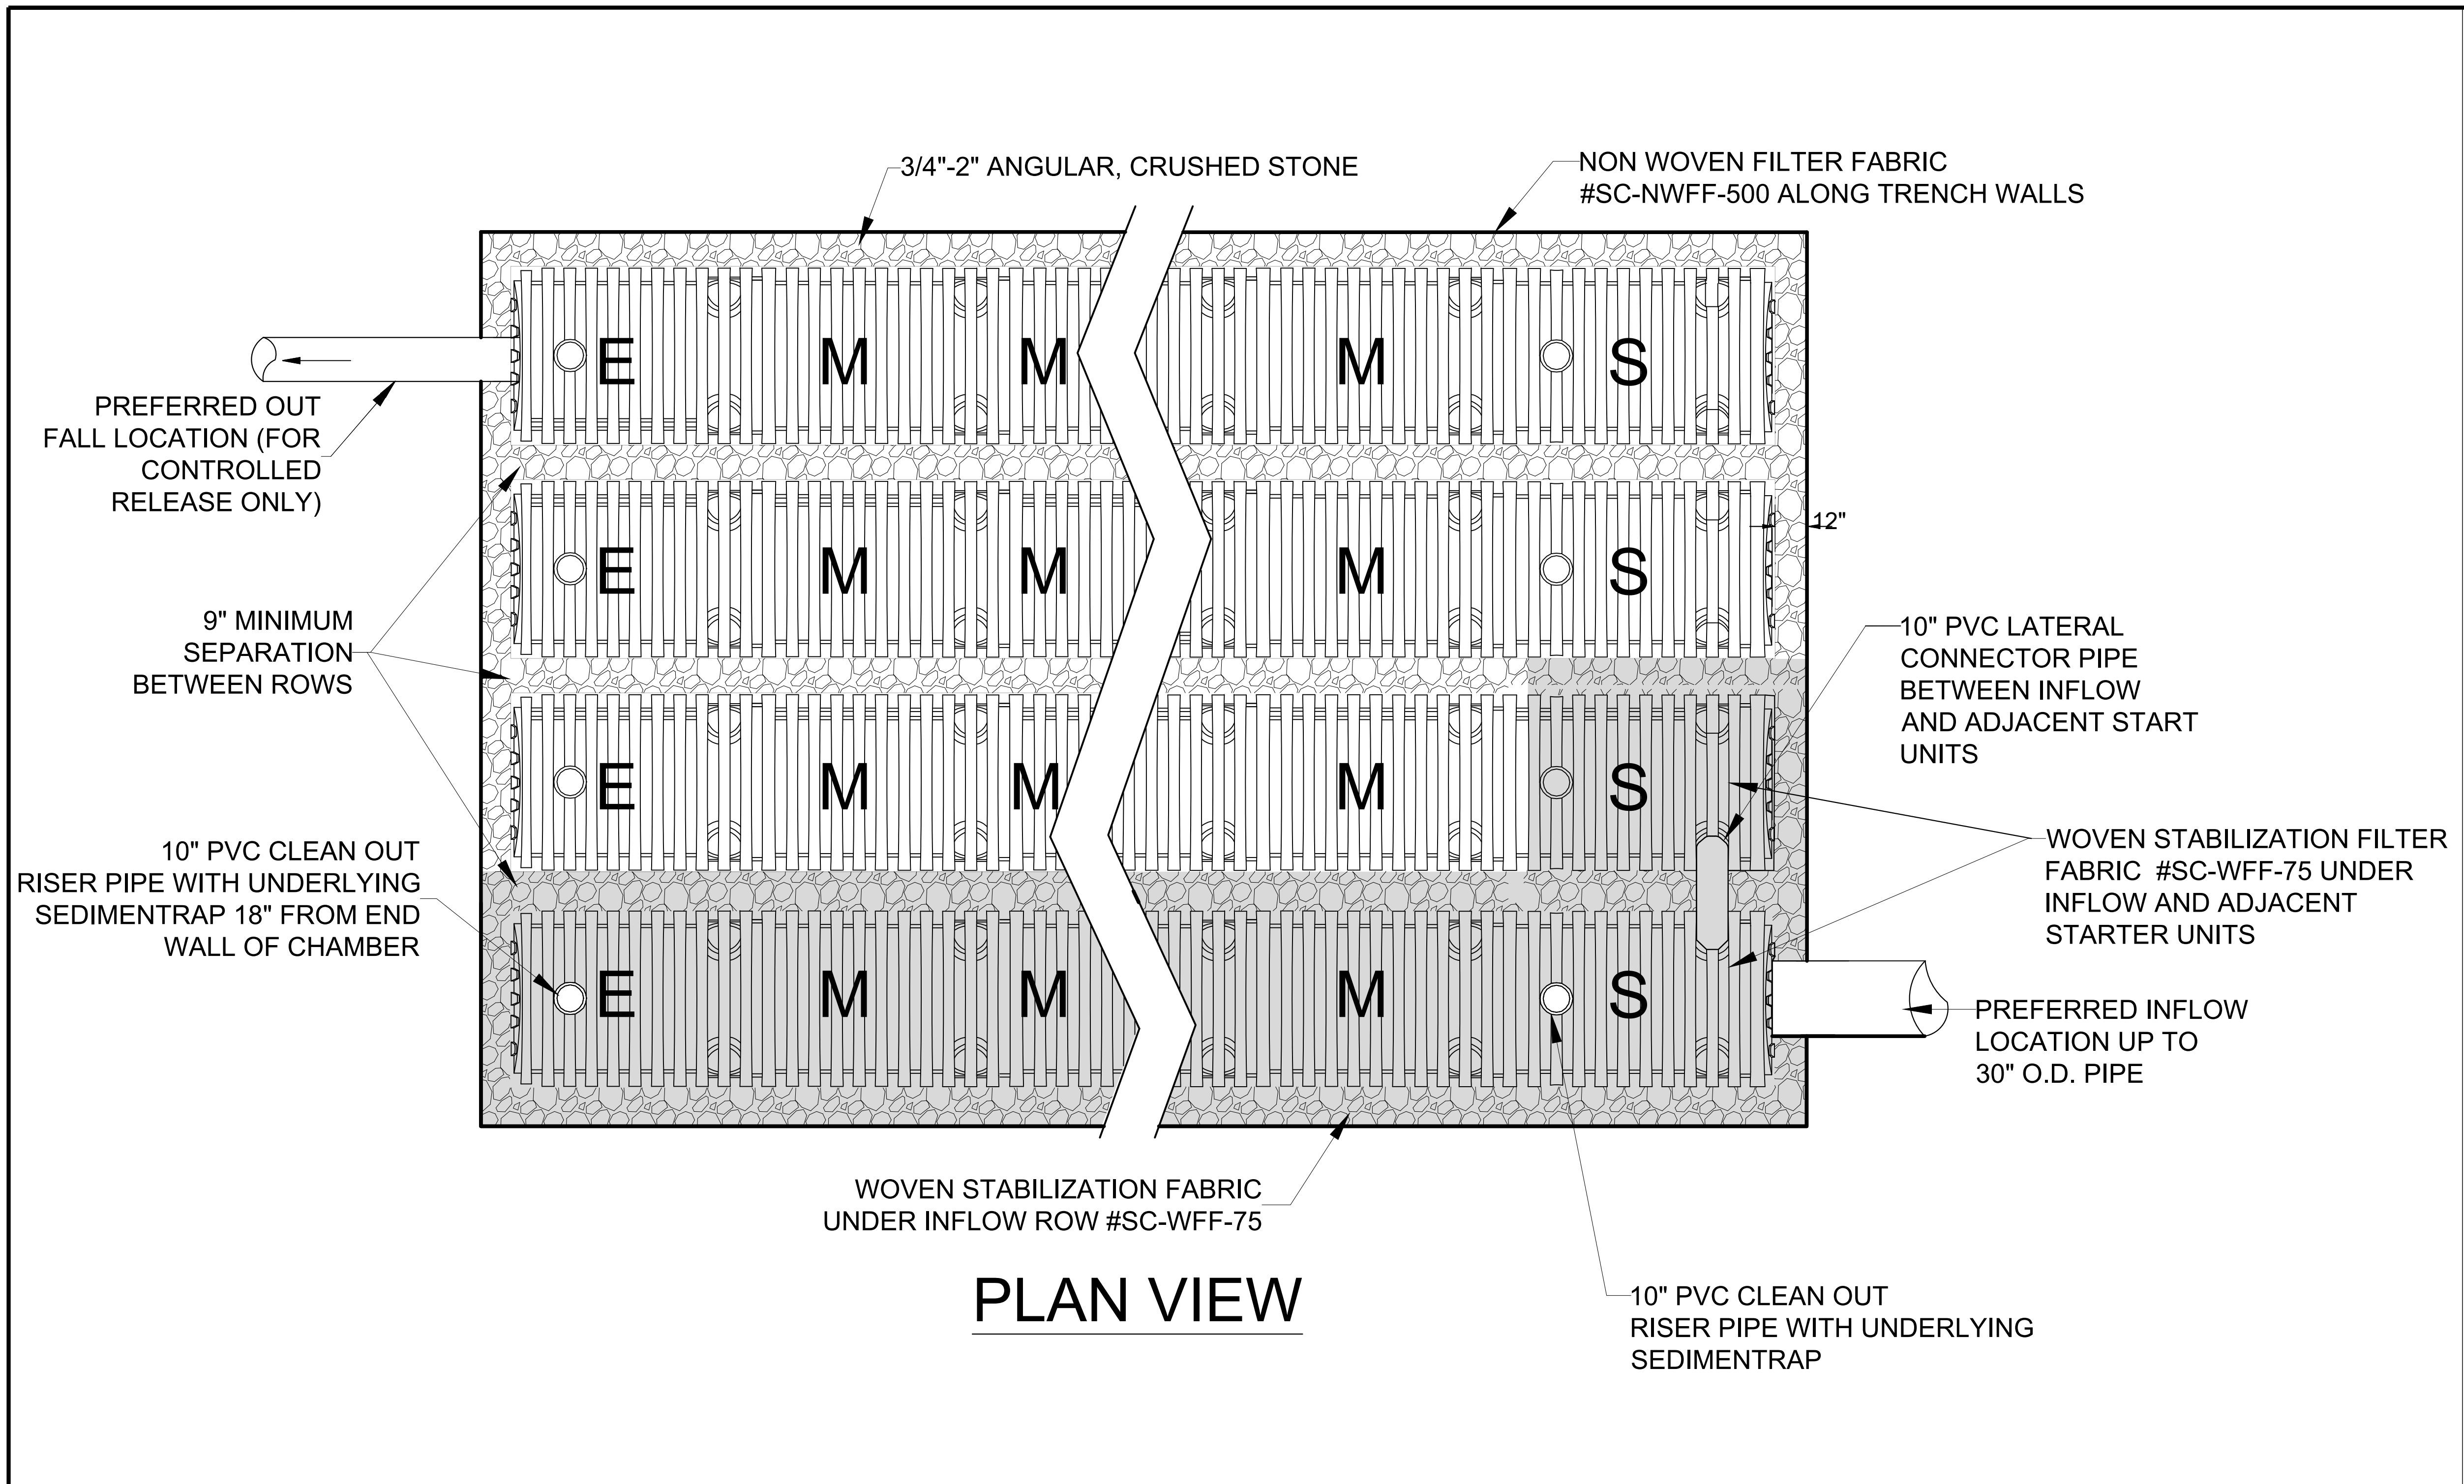 3/4"-2" ANGULAR, CRUSHED STONE
NON WOVEN FILTER FABRIC
#SC-NWFF-500 ALONG TRENCH WALLS
PREFERRED OUT
FALL LOCATION (FOR
CONTROLLED
RELEASE ONLY)
E M M M S
E M M M S
12"
9" MINIMUM
SEPARATION
BETWEEN ROWS
10" PVC LATERAL
CONNECTOR PIPE
BETWEEN INFLOW
AND ADJACENT START
UNITS
E M M M S
10" PVC CLEAN OUT
RISER PIPE WITH UNDERLYING
SEDIMENTRAP 18" FROM END
WALL OF CHAMBER
WOVEN STABILIZATION FILTER
FABRIC #SC-WFF-75 UNDER
INFLOW AND ADJACENT
STARTER UNITS
E M M M S
PREFERRED INFLOW
LOCATION UP TO
30" O.D. PIPE
WOVEN STABILIZATION FABRIC
UNDER INFLOW ROW #SC-WFF-75
PLAN VIEW
10" PVC CLEAN OUT
RISER PIPE WITH UNDERLYING
SEDIMENTRAP